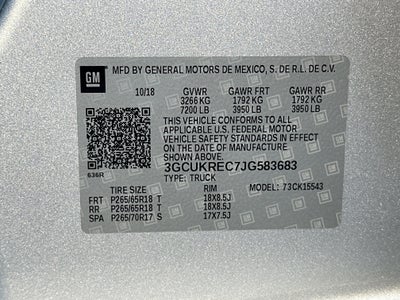 GM MFD BY GENERAL MOTORS DE MEXICO, S. DE R.L. DE C.V.
10/18 GVWR GAWR FRT GAWR RR
3266 KG 1792 KG 1792 KG
7200 LB 3950 LB 3950 LB
THIS VEHICLE CONFORMS TO ALL
APPLICABLE U.S. FEDERAL MOTOR
VEHICLE SAFETY STANDARDS IN EFFECT
ON THE DATE OF MANUFACTURE
SHOWN ABOVE.
3GCUKREC7JG583683
636R TYPE: TRUCK
TIRE SIZE RIM MODEL: 73CK15543
FRT P265/65R18 T 18X8.5J
RR P265/65R18 T 18X8.5J
SPA P265/70R17 S 17X7.5J